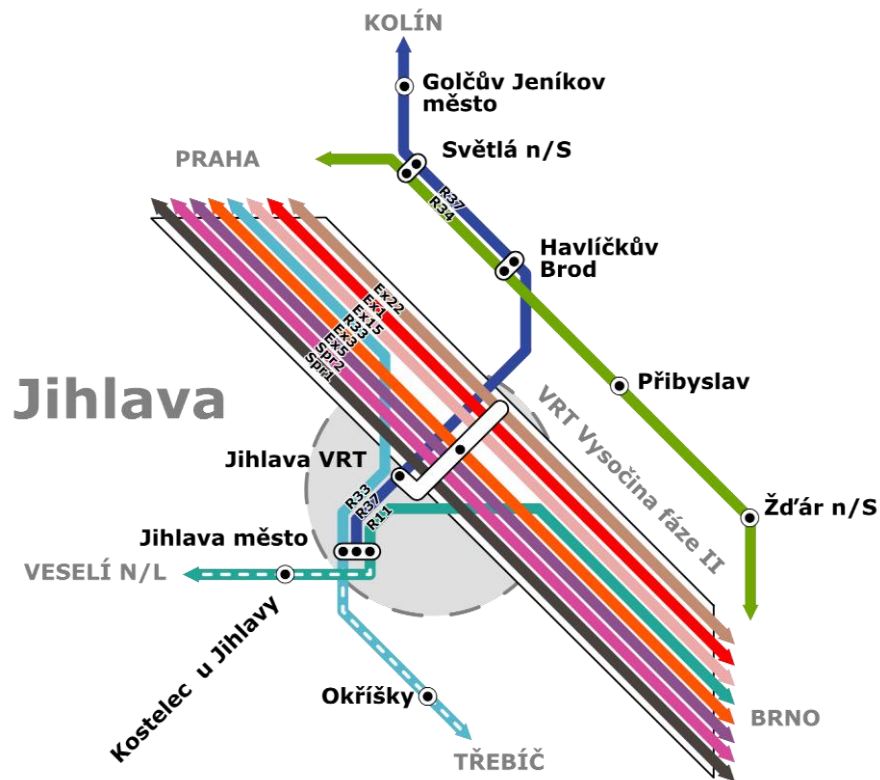 KOLÍN
Golčův Jeníkov
město
PRAHA
Světlá n/S
R37
R34
Havlíčkův
Brod
Ex22
Ex1
Ex15
R33
Ex3
Ex5
Spr2
Spr1
Přibyslav
Jihlava
VRT Vysočina fáze II
Jihlava VRT
R33
R37
R11
Žďár n/S
Jihlava město
VESELÍ N/L
Kostelec u Jihlavy
Okříšky
BRNO
TŘEBÍČ